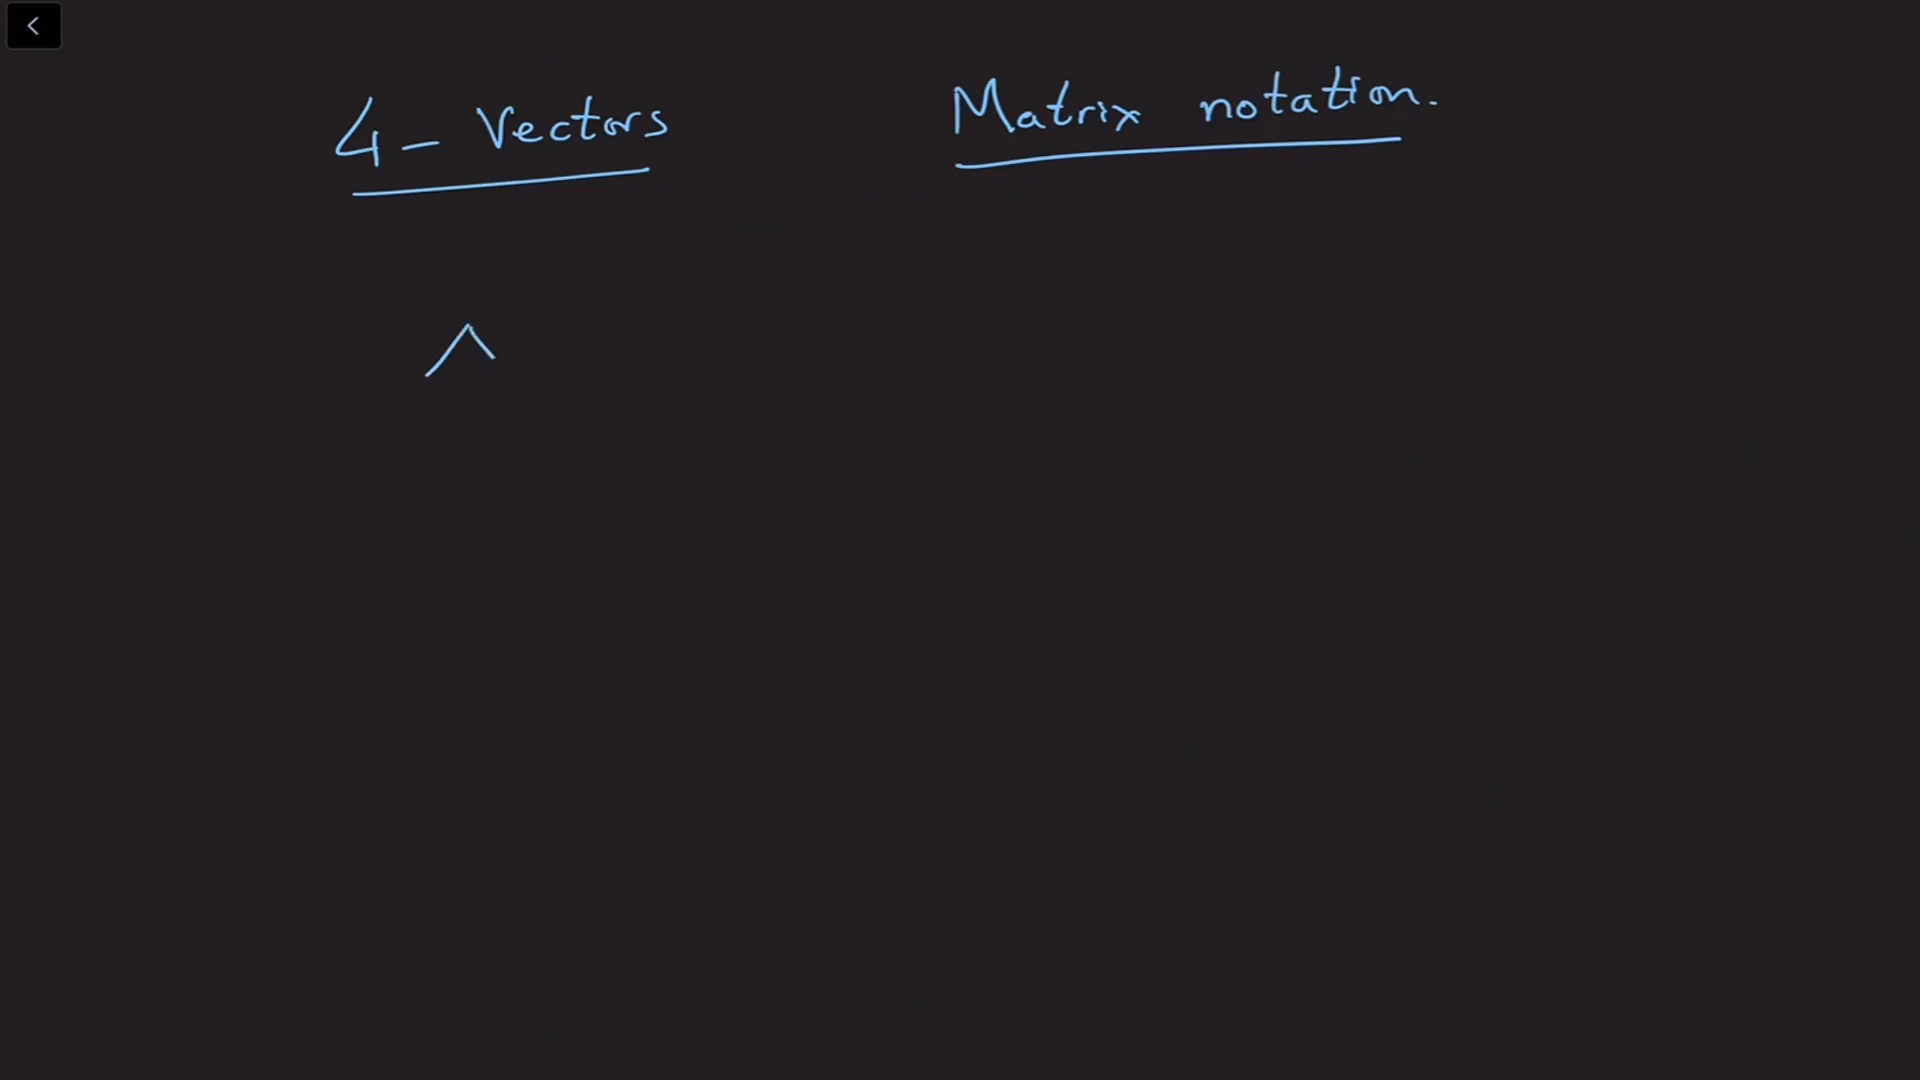 4 - Vectors
Matrix notation.